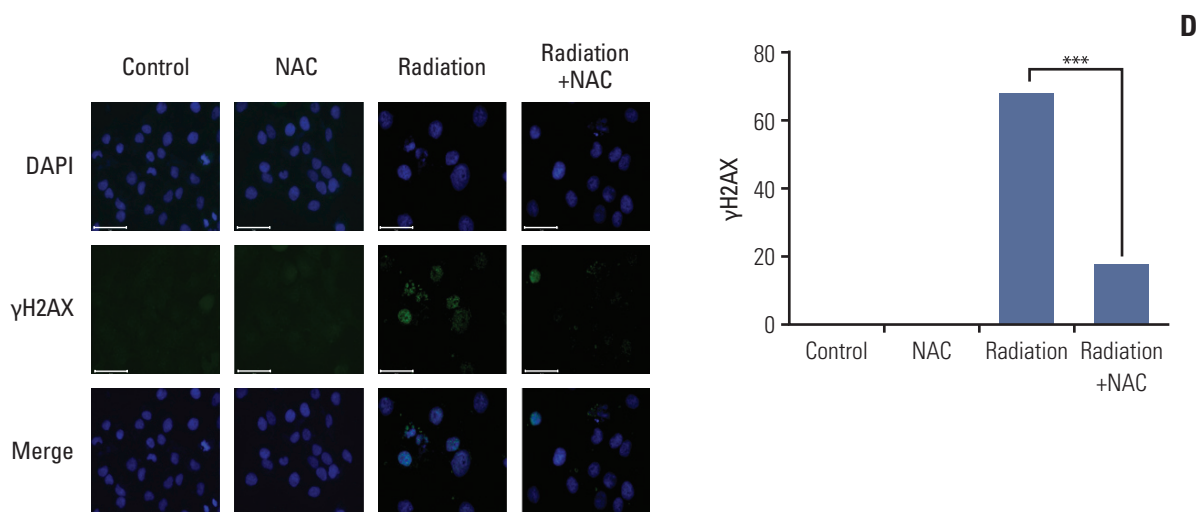 Control
NAC
Radiation
Radiation
+NAC
DAPI
γH2AX
Merge
D
80
60
40
20
0
γH2AX
***
Control
NAC
Radiation
Radiation
+NAC